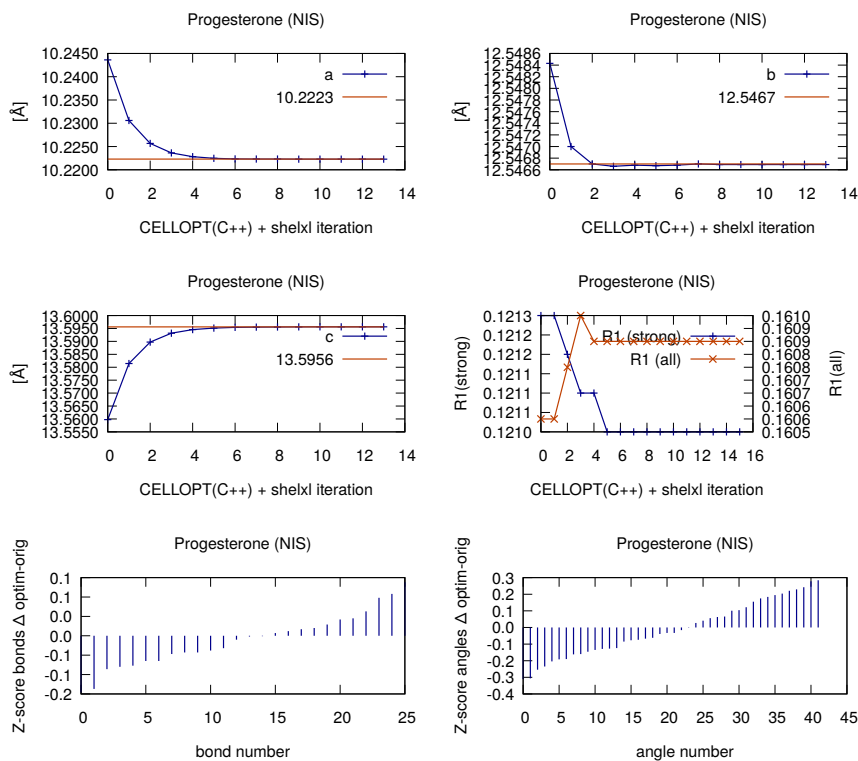 Progesterone (NIS)
[Å]
10.2450
10.2400
10.2350
10.2300
10.2250
10.2200
a
10.2223
0 2 4 6 8 10 12 14
CELLOPT(C++) + shelxl iteration
Progesterone (NIS)
[Å]
12.5486
12.5484
12.5482
12.5480
12.5478
12.5476
12.5474
12.5472
12.5470
12.5468
12.5466
b
12.5467
0 2 4 6 8 10 12 14
CELLOPT(C++) + shelxl iteration
Progesterone (NIS)
[Å]
13.6000
13.5950
13.5900
13.5850
13.5800
13.5750
13.5700
13.5650
13.5600
13.5550
c
13.5956
0 2 4 6 8 10 12 14
CELLOPT(C++) + shelxl iteration
Progesterone (NIS)
R1(strong)
0.1213
0.1212
0.1212
0.1211
0.1211
0.1210
R1 (strong)
R1 (all)
0.1610
0.1609
0.1609
0.1608
0.1608
0.1607
0.1607
0.1606
0.1606
0.1605
R1(all)
0 2 4 6 8 10 12 14 16
CELLOPT(C++) + shelxl iteration
Progesterone (NIS)
Z-score bonds Δ optim-orig
0.1
0.1
0.0
0.0
-0.1
-0.1
-0.2
0 5 10 15 20 25
bond number
Progesterone (NIS)
Z-score angles Δ optim-orig
0.3
0.2
0.1
0.0
-0.1
-0.2
-0.3
-0.4
0 5 10 15 20 25 30 35 40 45
angle number